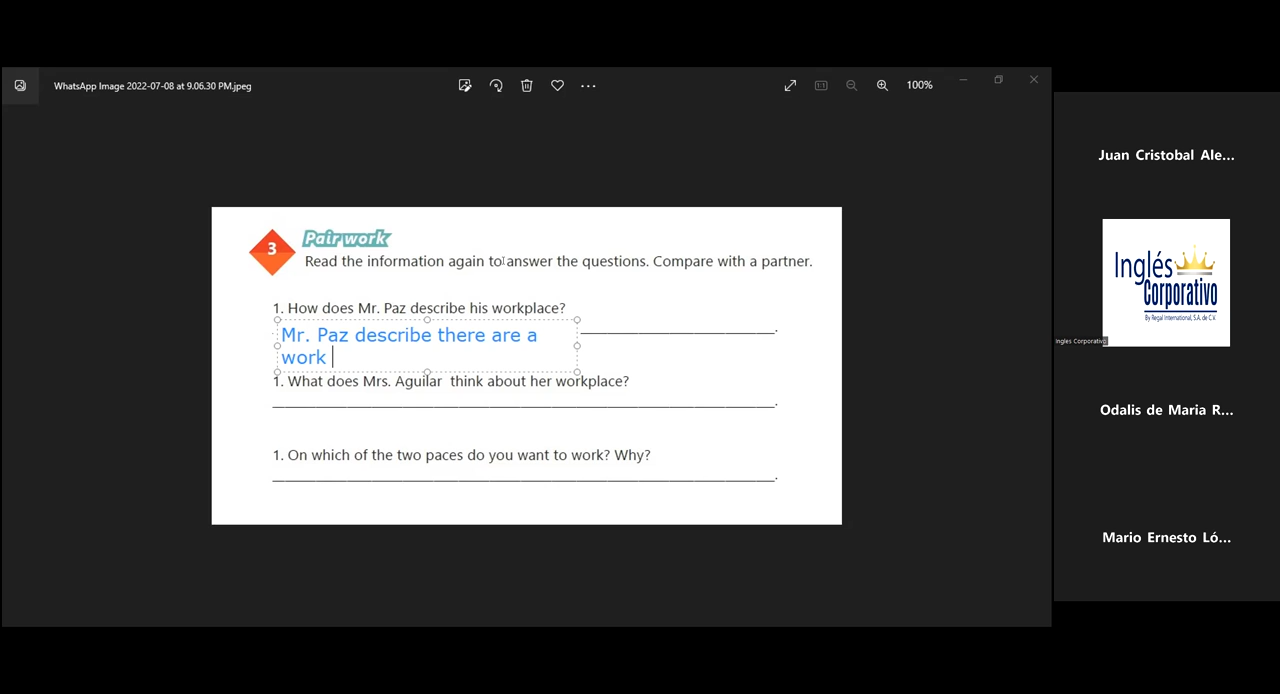 WhatsApp Image 2022-07-08 at 9.06.30 PM.jpeg
100%
Juan Cristobal Ale...
3
Pair work
Read the information again to answer the questions. Compare with a partner.
1. How does Mr. Paz describe his workplace?
Mr. Paz describe there are a
work
1. What does Mrs. Aguilar think about her workplace?
1. On which of the two paces do you want to work? Why?
Inglés
Corporativo
By Regal International, S.A. de C.V.
Ingles Corporativo
Odalis de Maria R...
Mario Ernesto Ló...